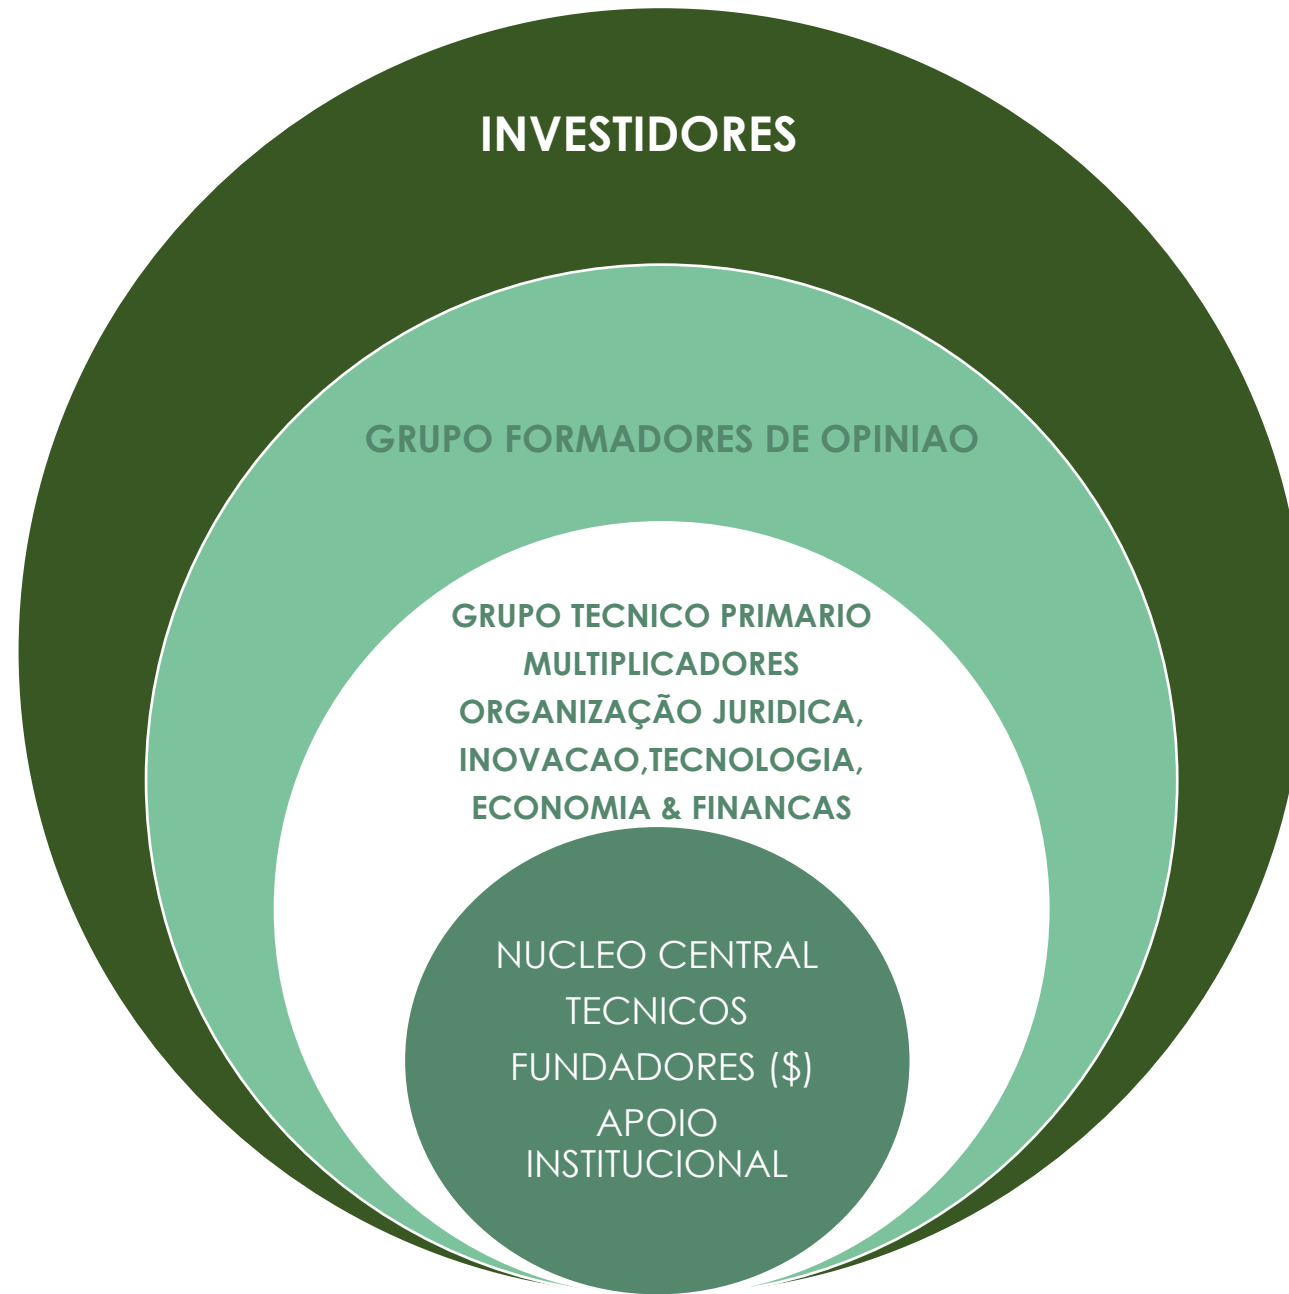 INVESTIDORES
GRUPO FORMADORES DE OPINIAO
GRUPO TECNICO PRIMARIO
MULTIPLICADORES
ORGANIZAÇÃO JURIDICA,
INOVACAO,TECNOLOGIA,
ECONOMIA & FINANCAS
NUCLEO CENTRAL
TECNICOS
FUNDADORES ($)
APOIO
INSTITUCIONAL